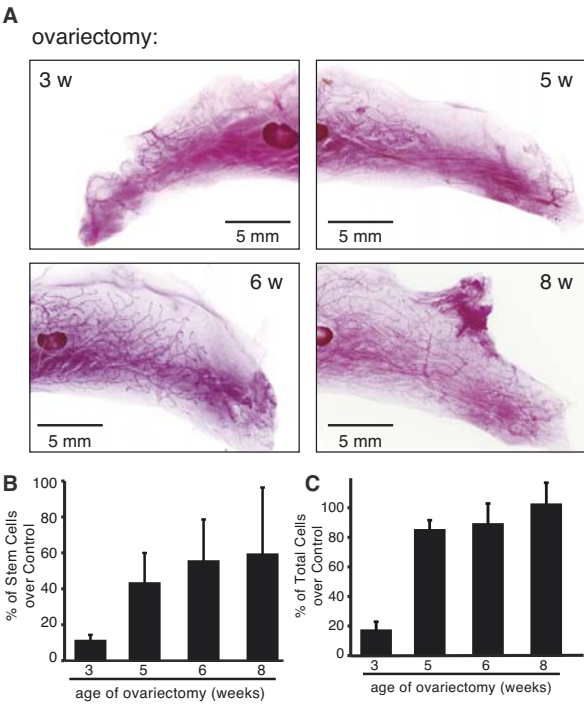 A
ovariectomy:
3 w
5 w
5 mm
5 mm
6 w
8 w
5 mm
5 mm
B
% of Stem Cells
over Control
100
80
60
40
20
0
3 5 6 8
age of ovariectomy (weeks)
C
% of Total Cells
over Control
100
80
60
40
20
0
3 5 6 8
age of ovariectomy (weeks)